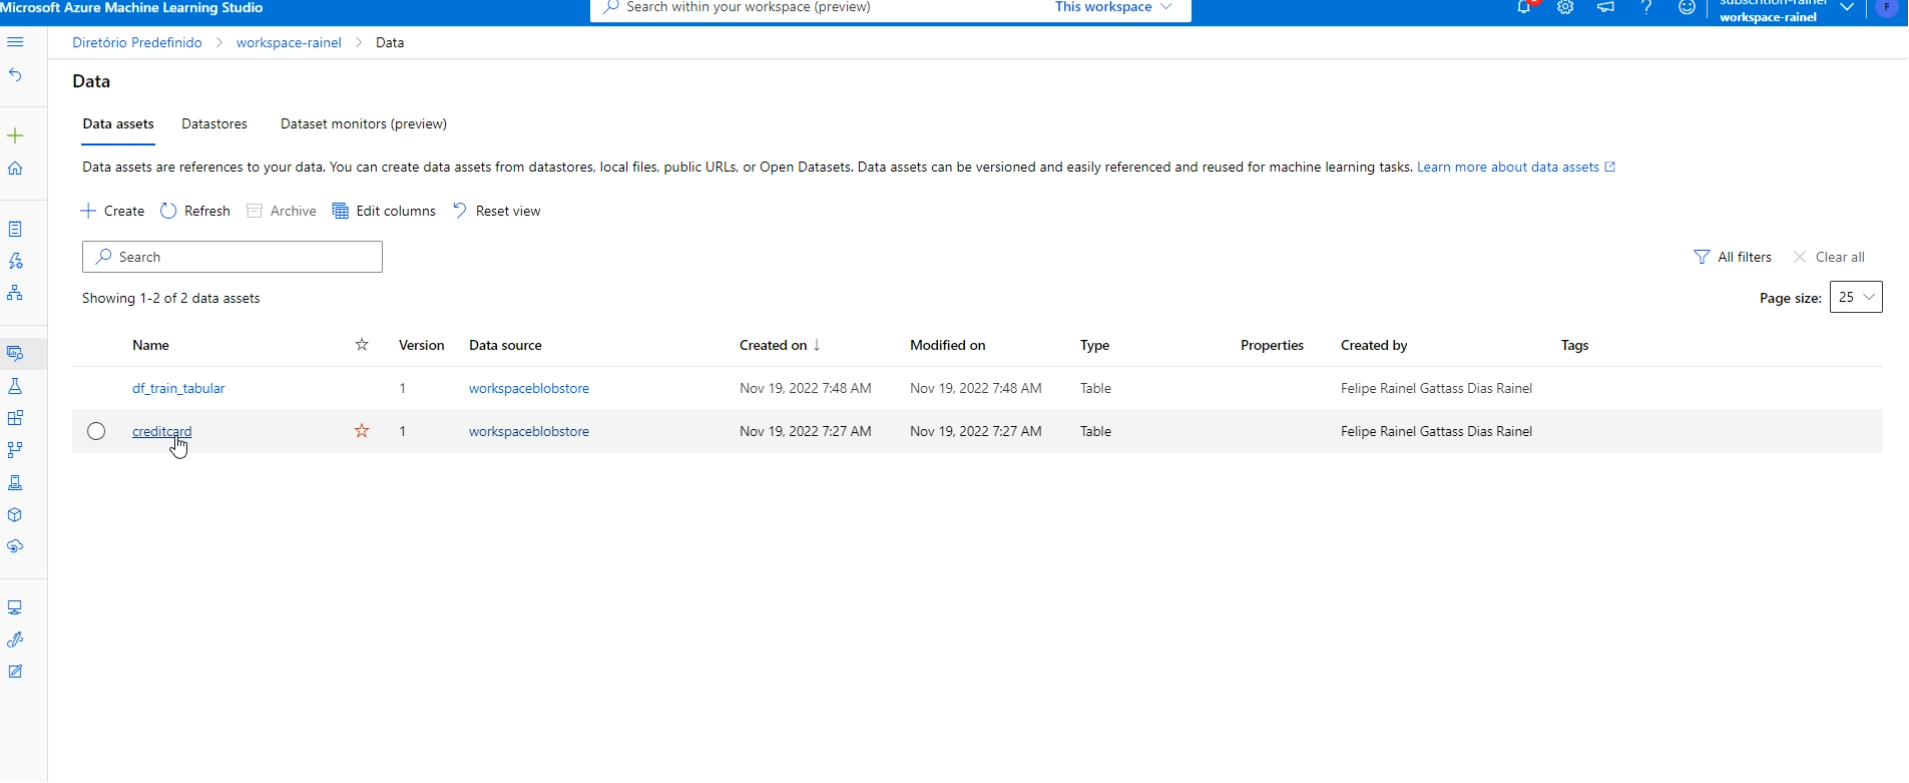 Microsoft Azure Machine Learning Studio
Search within your workspace (preview) This workspace
subscrition-rainel
workspace-rainel
F
Diretório Predefinido > workspace-rainel > Data
Data
Data assets Datastores Dataset monitors (preview)
Data assets are references to your data. You can create data assets from datastores, local files, public URLs, or Open Datasets. Data assets can be versioned and easily referenced and reused for machine learning tasks. Learn more about data assets
Create Refresh Archive Edit columns Reset view
Search
All filters Clear all
Showing 1-2 of 2 data assets
Page size: 25
Name Version Data source Created on ↓ Modified on Type Properties Created by Tags
df_train_tabular 1 workspaceblobstore Nov 19, 2022 7:48 AM Nov 19, 2022 7:48 AM Table Felipe Rainel Gattass Dias Rainel
creditcard 1 workspaceblobstore Nov 19, 2022 7:27 AM Nov 19, 2022 7:27 AM Table Felipe Rainel Gattass Dias Rainel